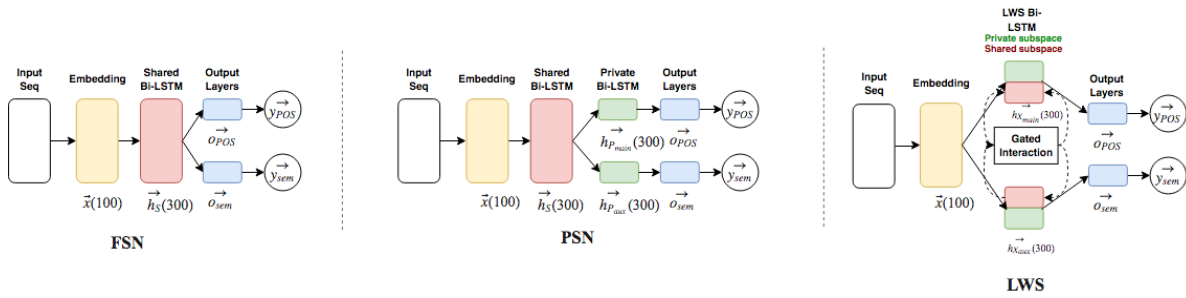 Input
Seq
Embedding
Shared
Bi-LSTM
Output
Layers
y_POS
o_POS
y_sem
o_sem
x(100)
h_S(300)
FSN
Input
Seq
Embedding
Shared
Bi-LSTM
Private
Bi-LSTM
Output
Layers
y_POS
h_P_main(300)
o_POS
y_sem
x(100)
h_S(300)
h_P_aux(300)
o_sem
PSN
LWS Bi-
LSTM
Private subspace
Shared subspace
Input
Seq
Embedding
Output
Layers
hx_main(300)
y_POS
o_POS
Gated
Interaction
y_sem
x(100)
o_sem
hx_aux(300)
LWS